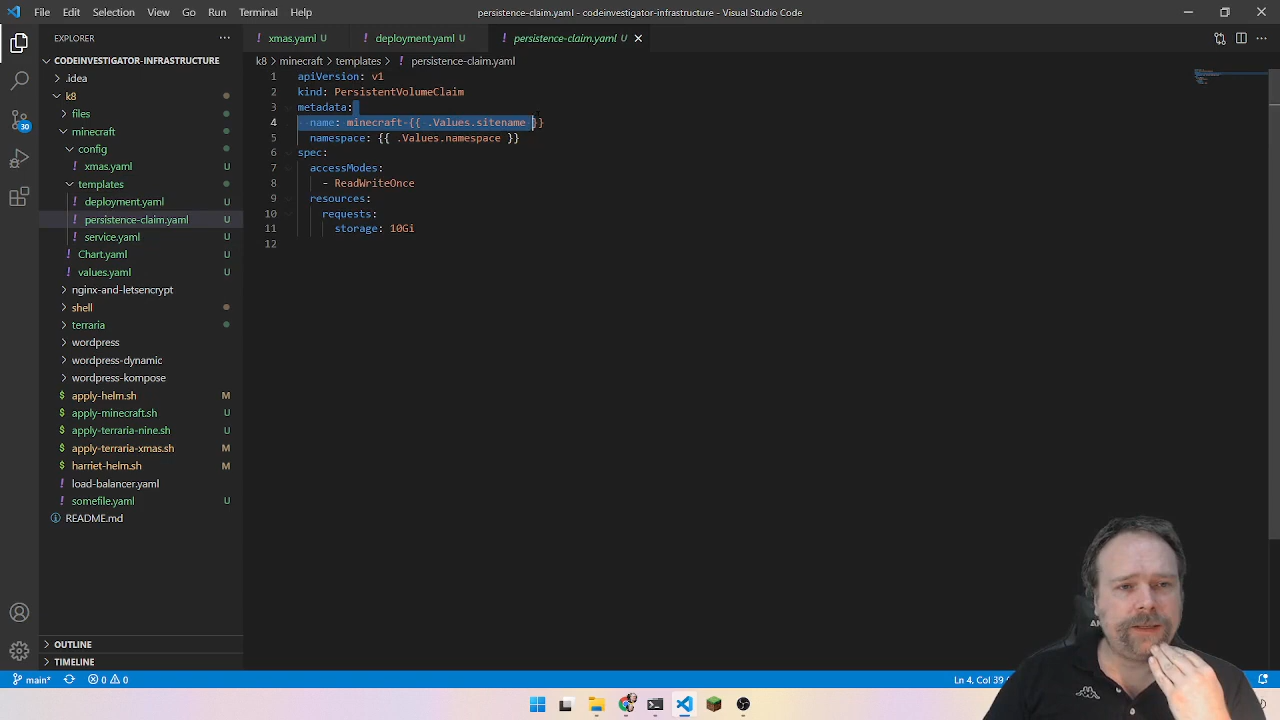 File Edit Selection View Go Run Terminal Help
persistence-claim.yaml - codeinvestigator-infrastructure - Visual Studio Code
EXPLORER
xmas.yaml U
deployment.yaml U
persistence-claim.yaml U
CODEINVESTIGATOR-INFRASTRUCTURE
.idea
k8
files
minecraft
config
xmas.yaml U
templates
deployment.yaml U
persistence-claim.yaml U
service.yaml U
Chart.yaml U
values.yaml U
nginx-and-letsencrypt
shell
terraria
wordpress
wordpress-dynamic
wordpress-kompose
$ apply-helm.sh M
$ apply-minecraft.sh U
$ apply-terraria-nine.sh U
$ apply-terraria-xmas.sh M
$ harriet-helm.sh M
load-balancer.yaml
somefile.yaml U
README.md
OUTLINE
TIMELINE
30
k8 > minecraft > templates > ! persistence-claim.yaml
1 apiVersion: v1
2 kind: PersistentVolumeClaim
3 metadata:
4 name: minecraft-{{ .Values.sitename }}
5 namespace: {{ .Values.namespace }}
6 spec:
7 accessModes:
8 - ReadWriteOnce
9 resources:
10 requests:
11 storage: 10Gi
12
main* 0 0
Ln 4, Col 39